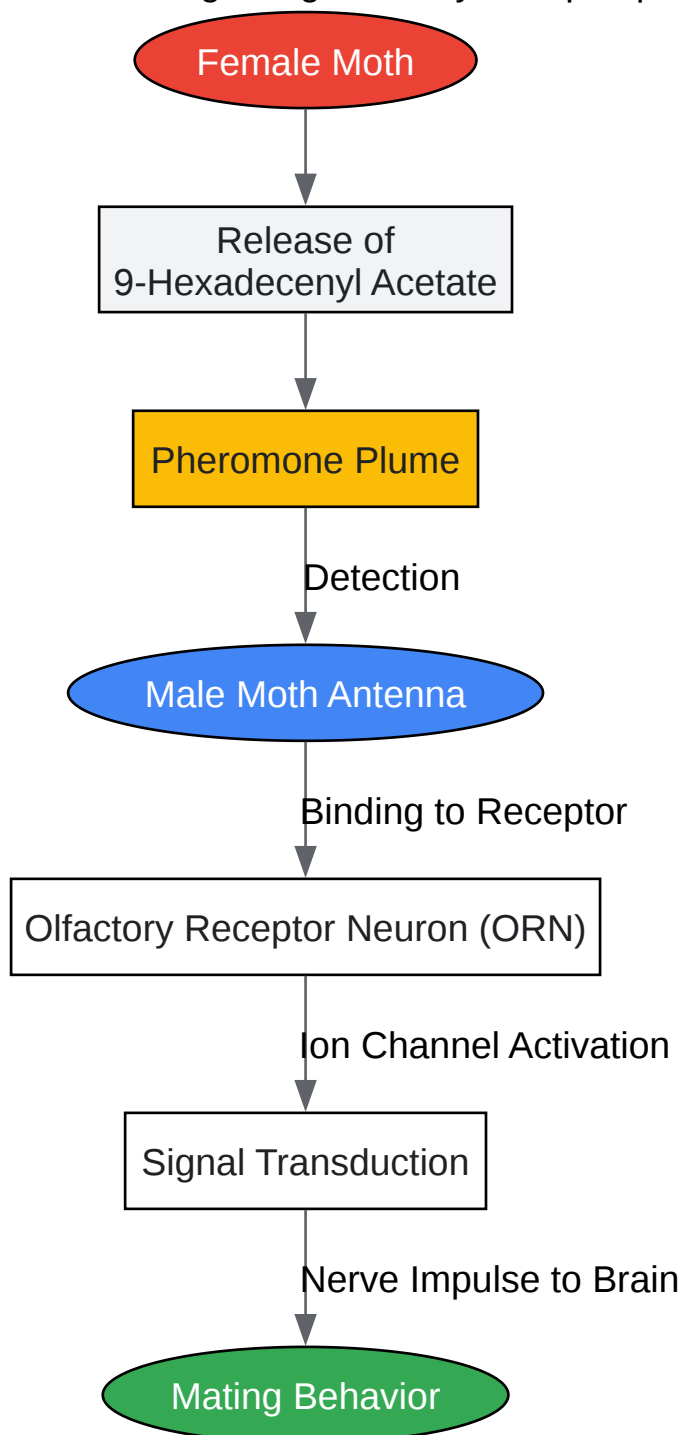 Female Moth
Release of
9-Hexadecenyl Acetate
Pheromone Plume
Detection
Male Moth Antenna
Binding to Receptor
Olfactory Receptor Neuron (ORN)
Ion Channel Activation
Signal Transduction
Nerve Impulse to Brain
Mating Behavior